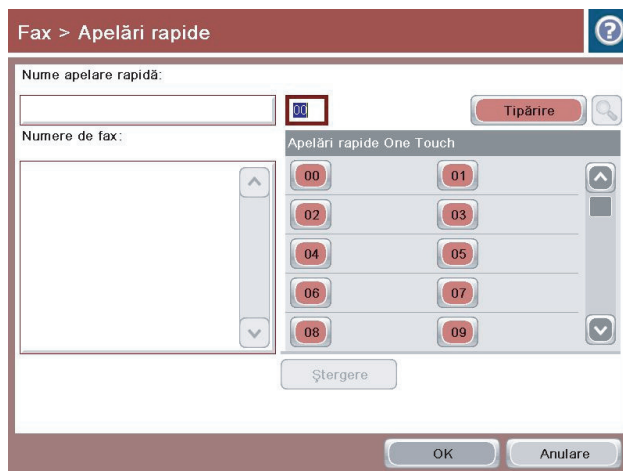 Fax > Apelări rapide
?
Nume apelare rapidă:
00
Tipărire
Numere de fax:
Apelări rapide One Touch
00 01
02 03
04 05
06 07
08 09
Ştergere
OK Anulare